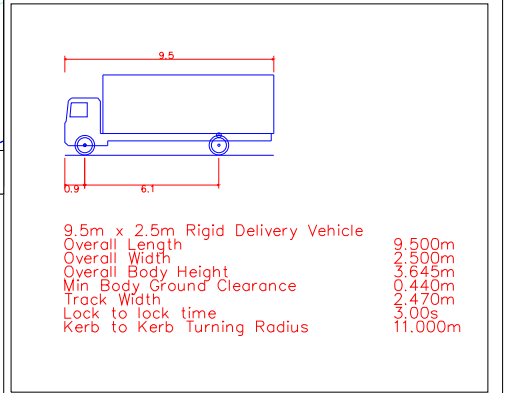 9.5
0.9 6.1
9.5m x 2.5m Rigid Delivery Vehicle
Overall Length 9.500m
Overall Width 2.500m
Overall Body Height 3.645m
Min Body Ground Clearance 0.440m
Track Width 2.470m
Lock to lock time 3.00s
Kerb to Kerb Turning Radius 11.000m